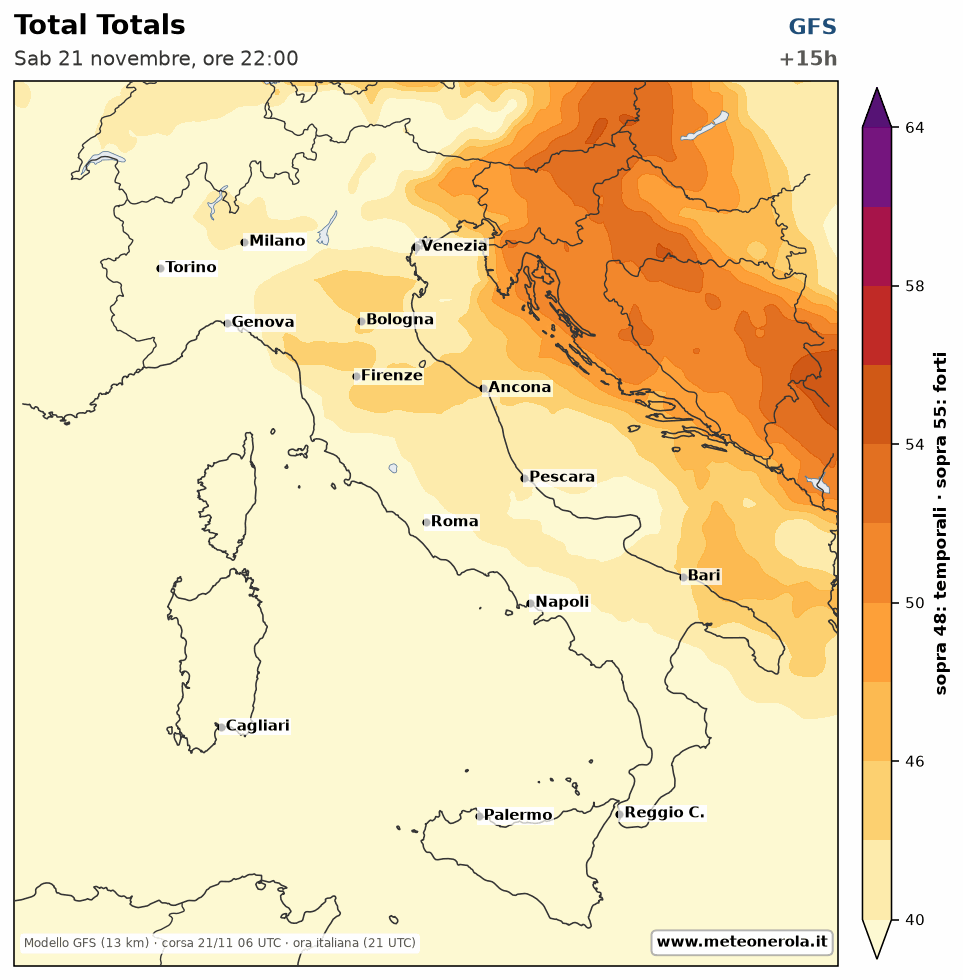 Total Totals
GFS
Sab 21 novembre, ore 22:00
+15h
64
58
54
50
46
40
sopra 48: temporali · sopra 55: forti
Milano
Venezia
Torino
Genova
Bologna
Firenze
Ancona
Pescara
Roma
Bari
Napoli
Cagliari
Palermo
Reggio C.
Modello GFS (13 km) · corsa 21/11 06 UTC · ora italiana (21 UTC)
www.meteonerola.it